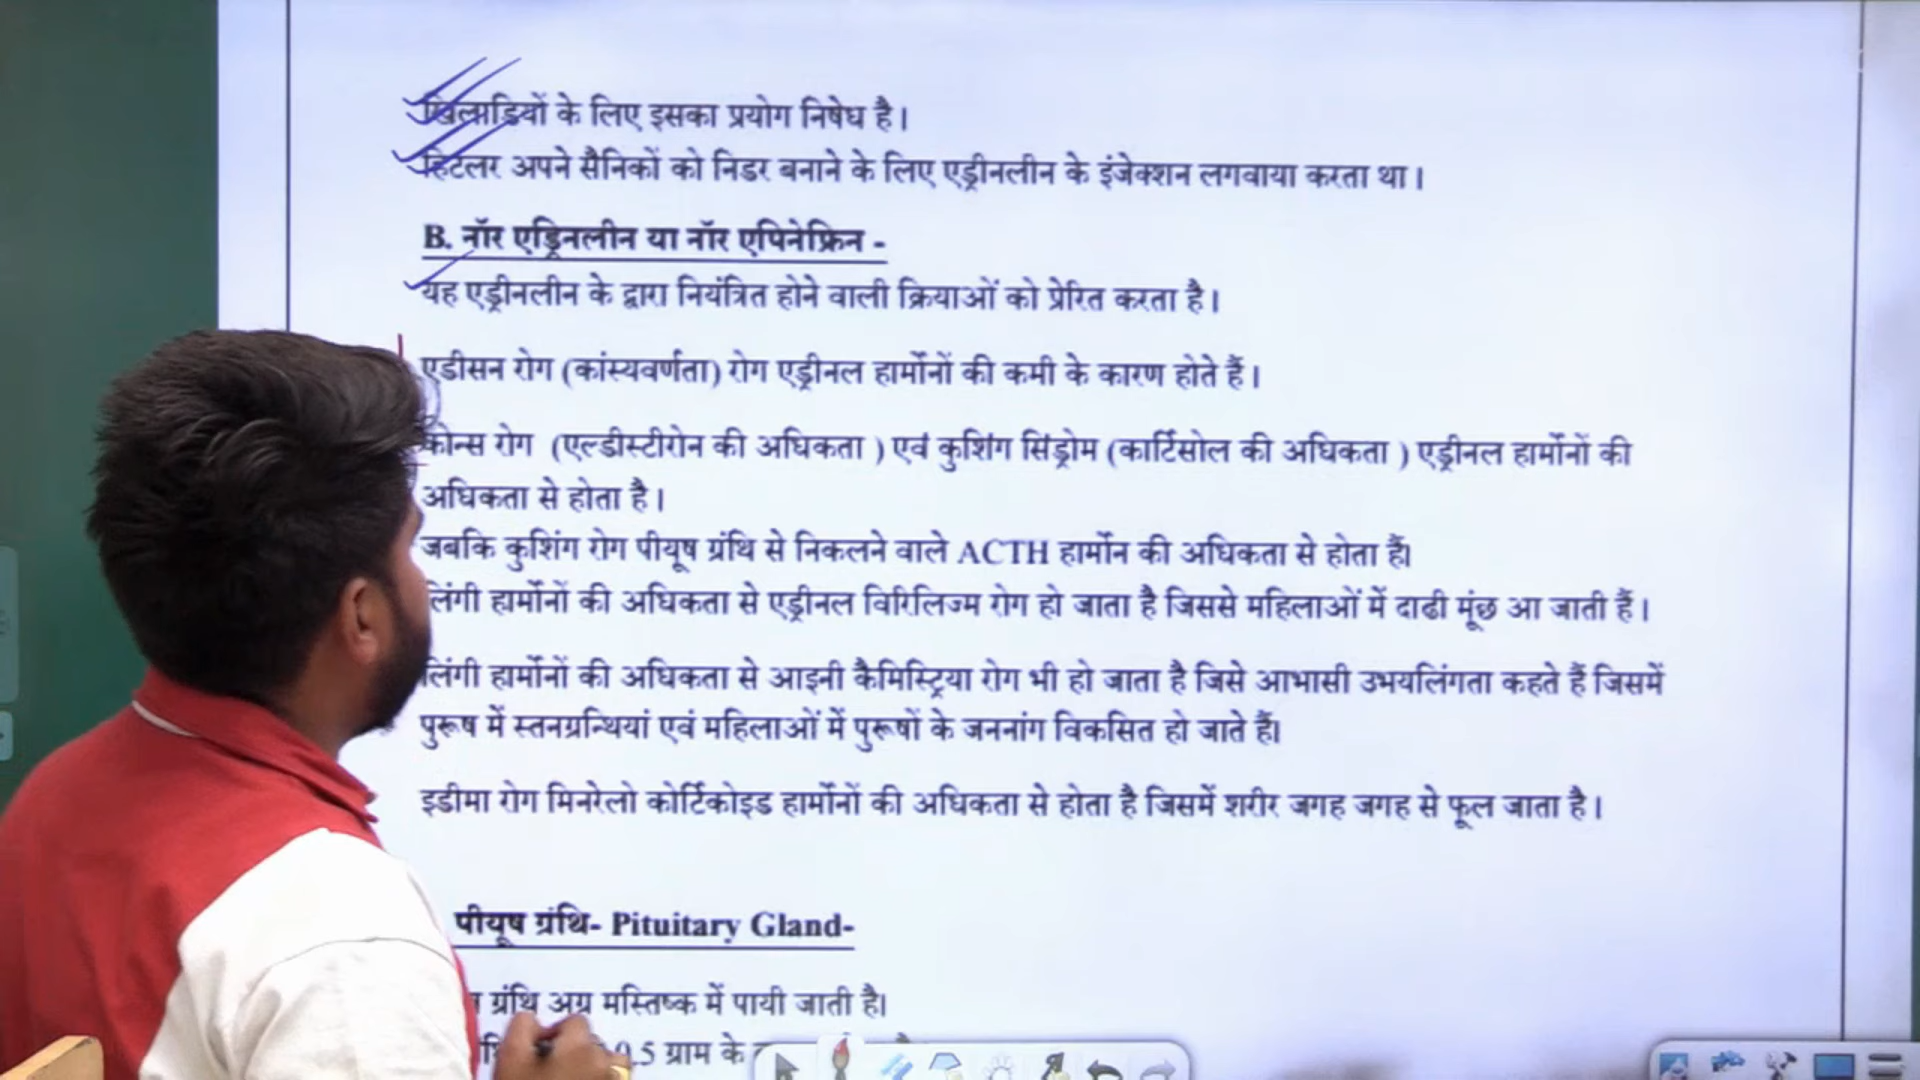 खिलाडियों के लिए इसका प्रयोग निषेध है।
हिटलर अपने सैनिकों को निडर बनाने के लिए एड्रीनलीन के इंजेक्शन लगवाया करता था।
B. नॉर एड्रिनलीन या नॉर एपिनेफ्रिन -
यह एड्रीनलीन के द्वारा नियंत्रित होने वाली क्रियाओं को प्रेरित करता है।
एडीसन रोग (कांस्यवर्णता) रोग एड्रीनल हार्मोनों की कमी के कारण होते हैं।
कोन्स रोग (एल्डीस्टीरोन की अधिकता ) एवं कुशिंग सिंड्रोम (कार्टिसोल की अधिकता ) एड्रीनल हार्मोनों की
अधिकता से होता है।
जबकि कुशिंग रोग पीयूष ग्रंथि से निकलने वाले ACTH हार्मोन की अधिकता से होता हैं।
लिंगी हार्मोनों की अधिकता से एड्रीनल विरिलिज्म रोग हो जाता है जिससे महिलाओं में दाढी मूंछ आ जाती हैं।
लिंगी हार्मोनों की अधिकता से आइनी कैमिस्ट्रिया रोग भी हो जाता है जिसे आभासी उभयलिंगता कहते हैं जिसमें
पुरूष में स्तनग्रन्थियां एवं महिलाओं में पुरूषों के जननांग विकसित हो जाते हैं।
इडीमा रोग मिनरेलो कोर्टिकोइड हार्मोनों की अधिकता से होता है जिसमें शरीर जगह जगह से फूल जाता है।
पीयूष ग्रंथि- Pituitary Gland-
ग्रंथि अग्र मस्तिष्क में पायी जाती है।
0.5 ग्राम के